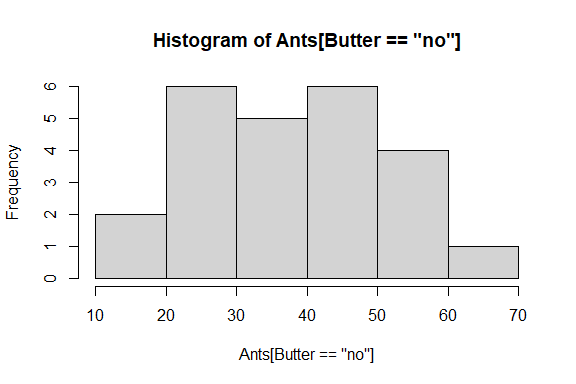 Histogram of Ants[Butter == "no"]
Frequency
6
5
4
3
2
1
0
10 20 30 40 50 60 70
Ants[Butter == "no"]